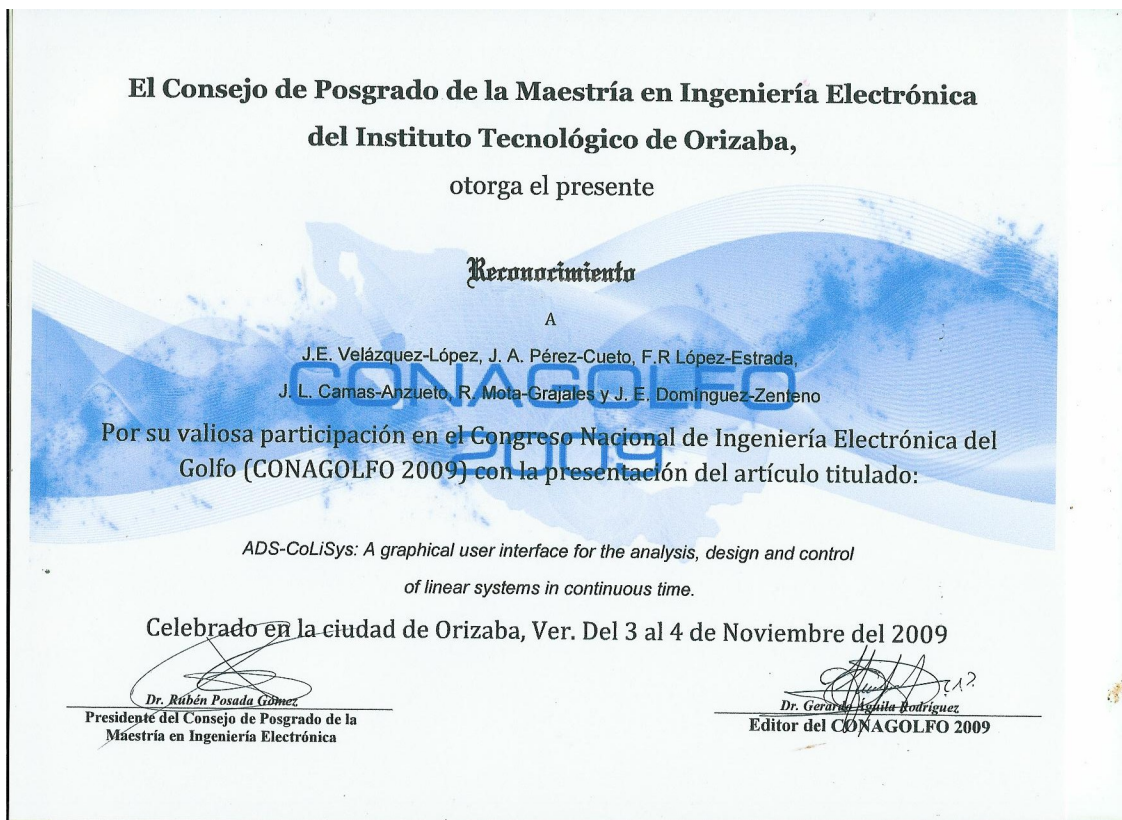 El Consejo de Posgrado de la Maestría en Ingeniería Electrónica
del Instituto Tecnológico de Orizaba,
otorga el presente
Reconocimiento
A
J.E. Velázquez-López, J. A. Pérez-Cueto, F.R López-Estrada,
J. L. Camas-Anzueto, R. Mota-Grajales y J. E. Domínguez-Zenteno
CONAGOLFO
2009
Por su valiosa participación en el Congreso Nacional de Ingeniería Electrónica del
Golfo (CONAGOLFO 2009) con la presentación del artículo titulado:
ADS-CoLiSys: A graphical user interface for the analysis, design and control
of linear systems in continuous time.
Celebrado en la ciudad de Orizaba, Ver. Del 3 al 4 de Noviembre del 2009
Dr. Rubén Posada Gómez
Presidente del Consejo de Posgrado de la
Maestría en Ingeniería Electrónica
Dr. Gerardo Aguila Rodríguez
Editor del CONAGOLFO 2009